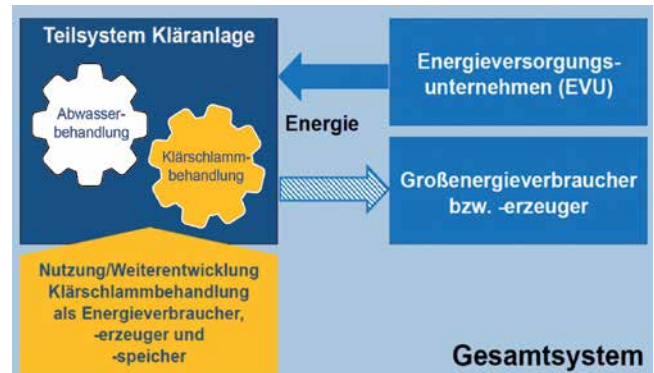 Teilsystem Kläranlage
Abwasser-
behandlung
Klärschlamm-
behandlung
Energie
Energieversorgungs-
unternehmen (EVU)
Großenergieverbraucher
bzw. -erzeuger
Nutzung/Weiterentwicklung
Klärschlammbehandlung
als Energieverbraucher,
-erzeuger und
-speicher
Gesamtsystem